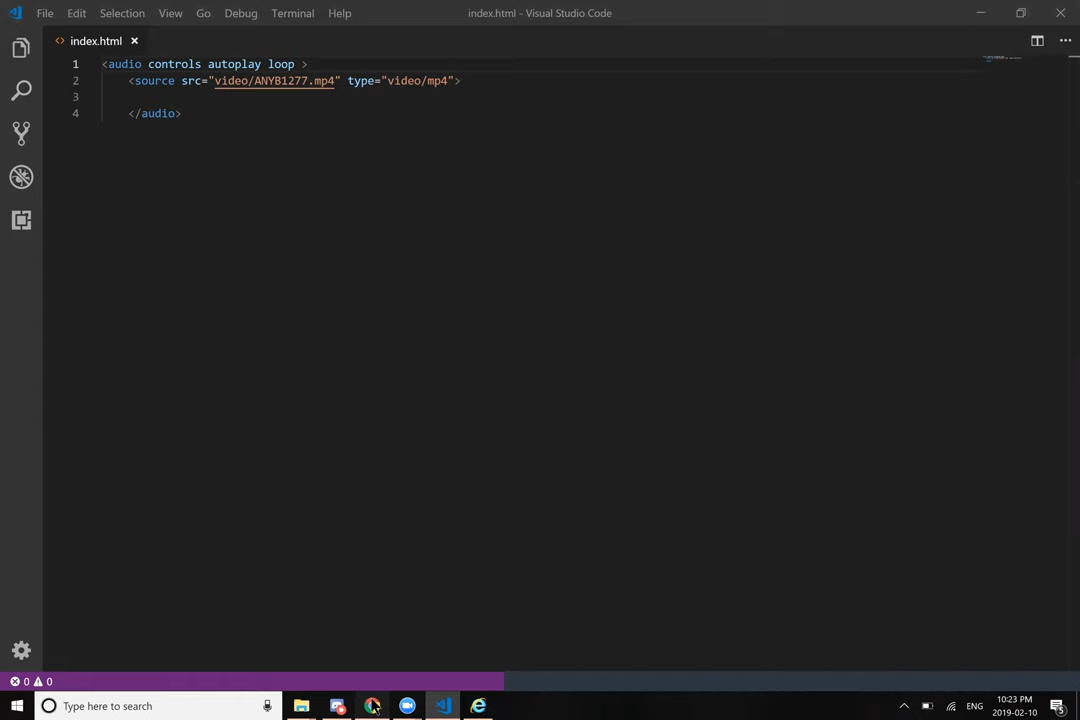 File Edit Selection View Go Debug Terminal Help index.html - Visual Studio Code
<> index.html
1 <audio controls autoplay loop >
2 <source src="video/ANYB1277.mp4" type="video/mp4">
3
4 </audio>
0 0
Type here to search
ENG
10:23 PM
2019-02-10
5